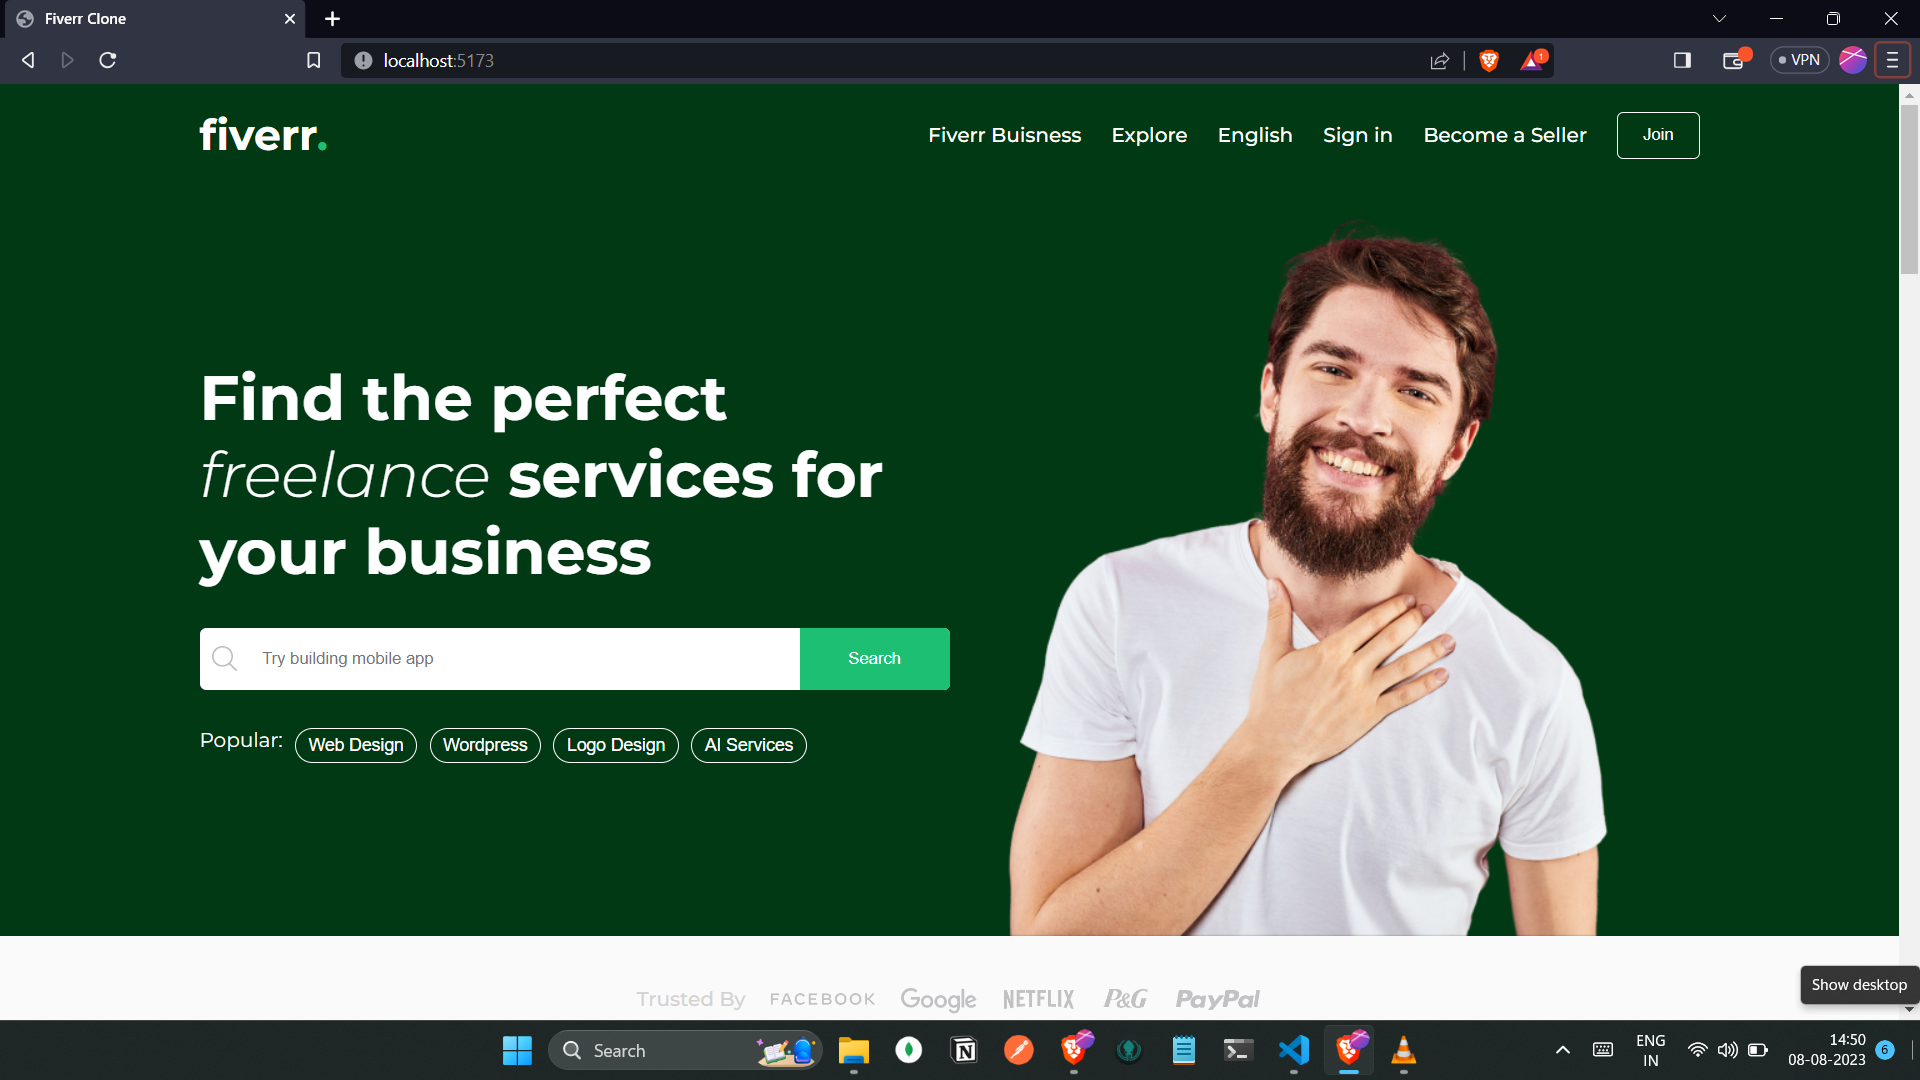 Fiverr Clone
localhost:5173
1
VPN
fiverr.
Fiverr Buisness
Explore
English
Sign in
Become a Seller
Join
Find the perfect
freelance services for
your business
Try building mobile app
Search
Popular:
Web Design
Wordpress
Logo Design
AI Services
Trusted By
FACEBOOK
Google
NETFLIX
P&G
PayPal
Show desktop
Search
ENG
IN
14:50
08-08-2023
6